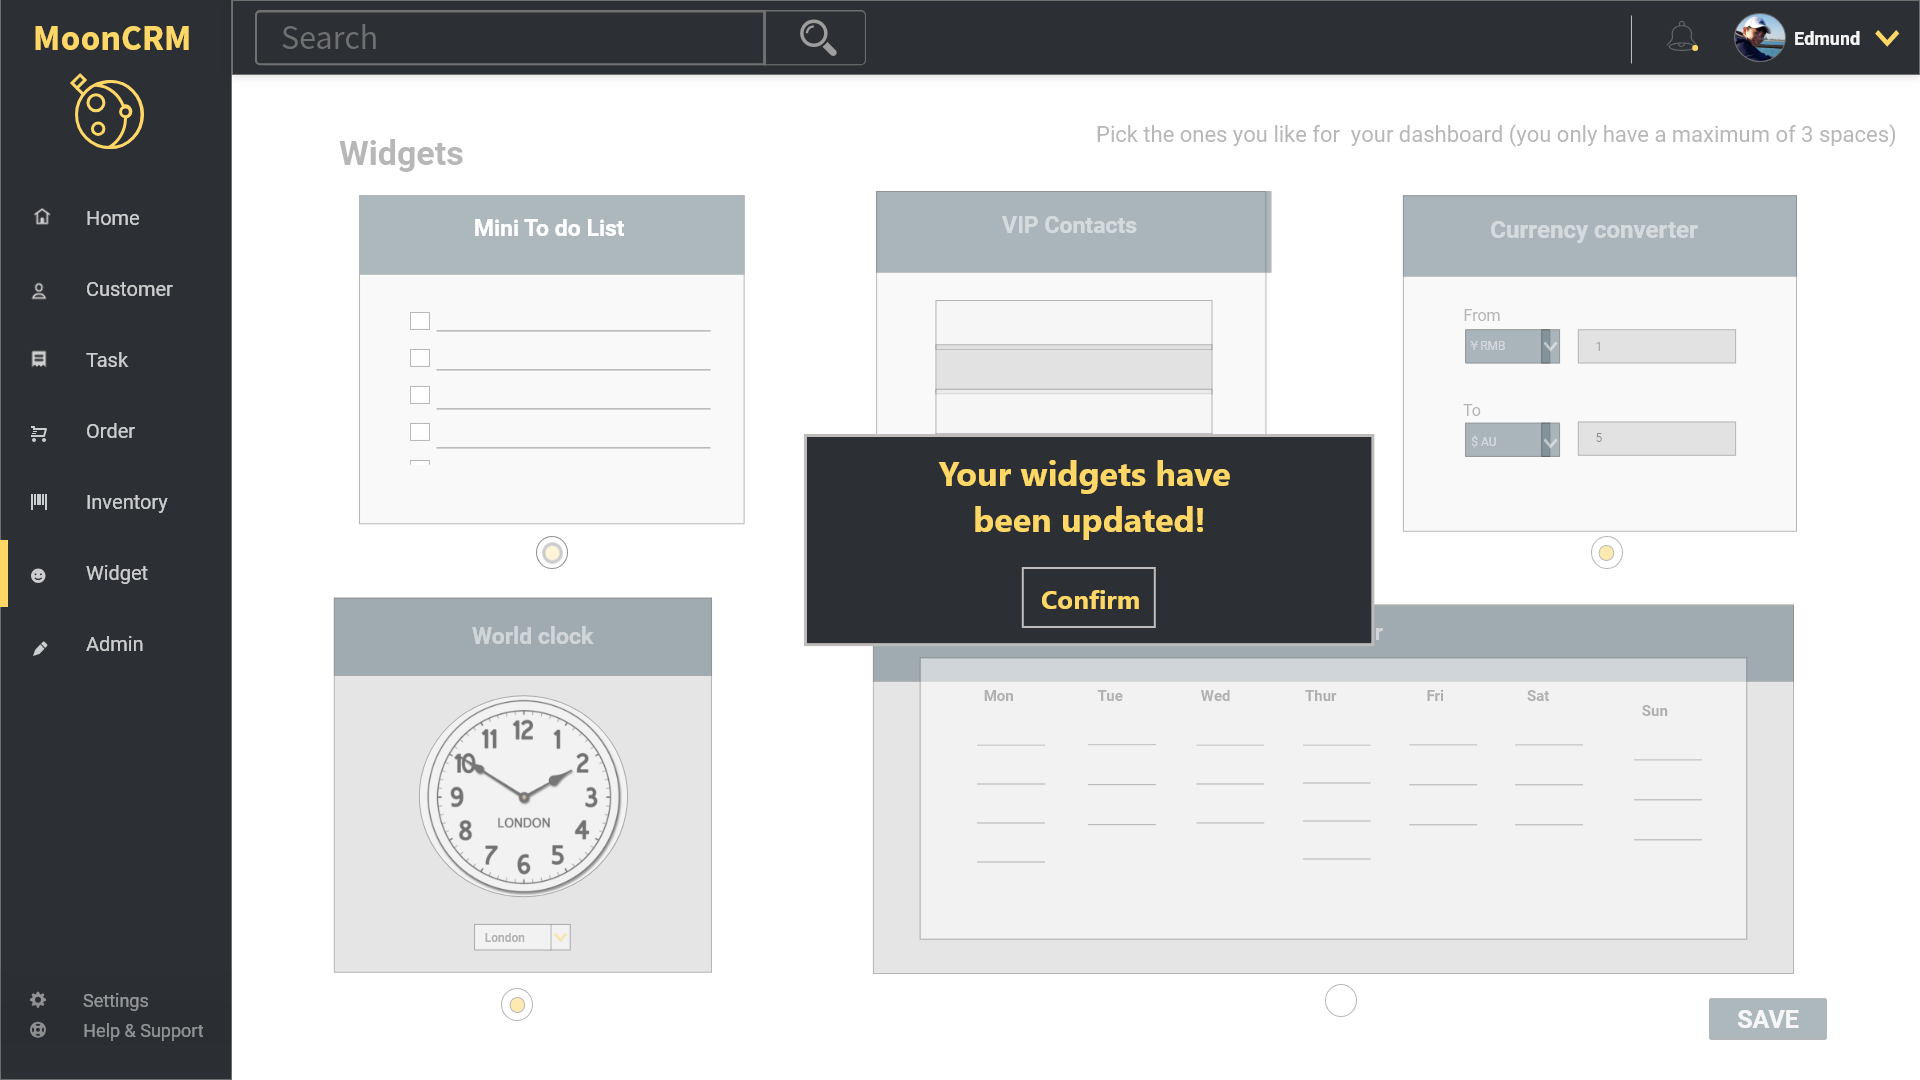 MoonCRM
Search
Edmund
Home
Customer
Task
Order
Inventory
Widget
Admin
Settings
Help & Support
Widgets
Pick the ones you like for your dashboard (you only have a maximum of 3 spaces)
Mini To do List
VIP Contacts
Currency converter
From
¥ RMB
1
To
$ AU
5
Your widgets have
been updated!
Confirm
World clock
12
1
2
3
4
5
6
7
8
9
10
11
LONDON
London
r
Mon
Tue
Wed
Thur
Fri
Sat
Sun
SAVE